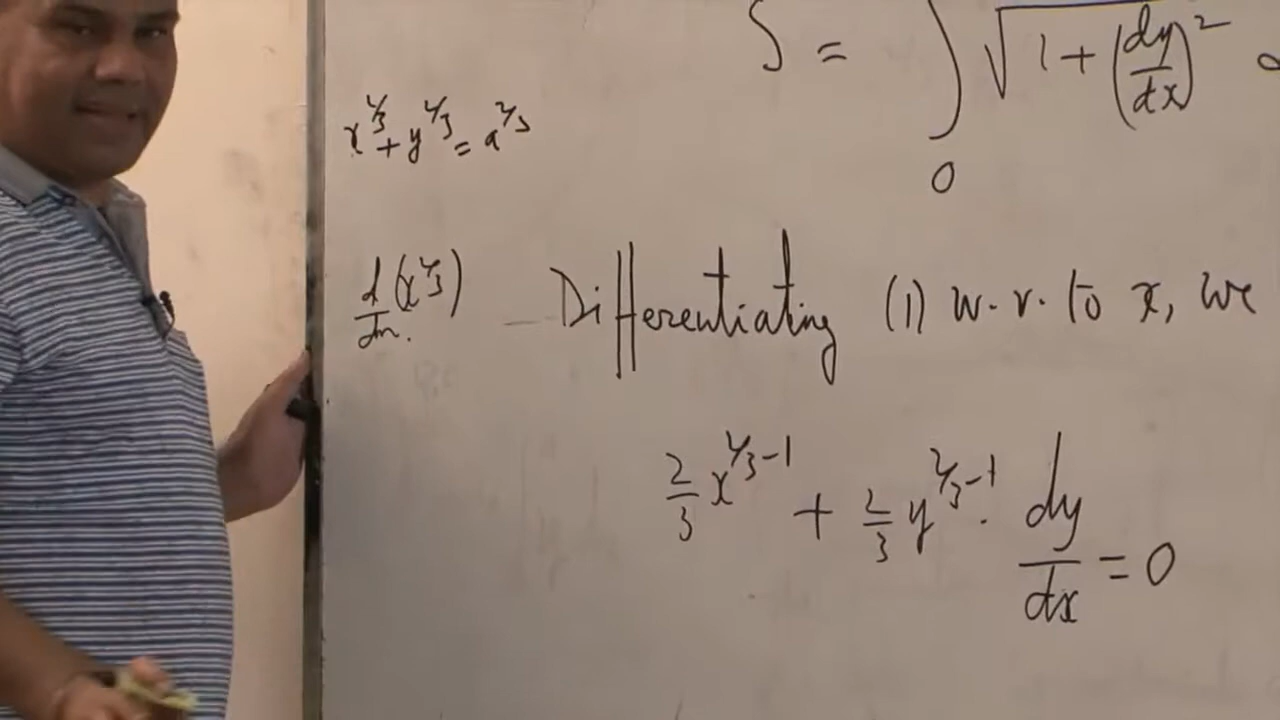 S = ∫₀ √(1 + (dy/dx)²) d
x^2/3 + y^2/3 = a^2/3
d/dx (x^2/3)
Differentiating (1) w.r. to x, we
2/3 x^2/3-1 + 2/3 y^2/3-1 . dy/dx = 0